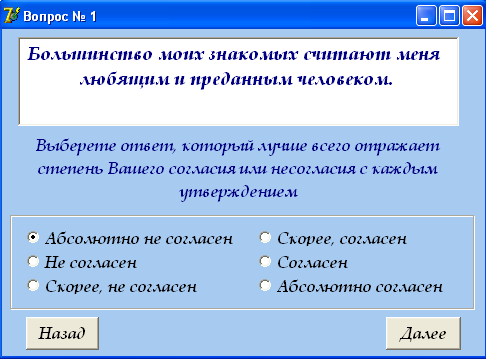 Вопрос № 1
Большинство моих знакомых считают меня
любящим и преданным человеком.
Выберете ответ, который лучше всего отражает
степень Вашего согласия или несогласия с каждым
утверждением
Абсолютно не согласен
Не согласен
Скорее, не согласен
Скорее, согласен
Согласен
Абсолютно согласен
Назад
Далее